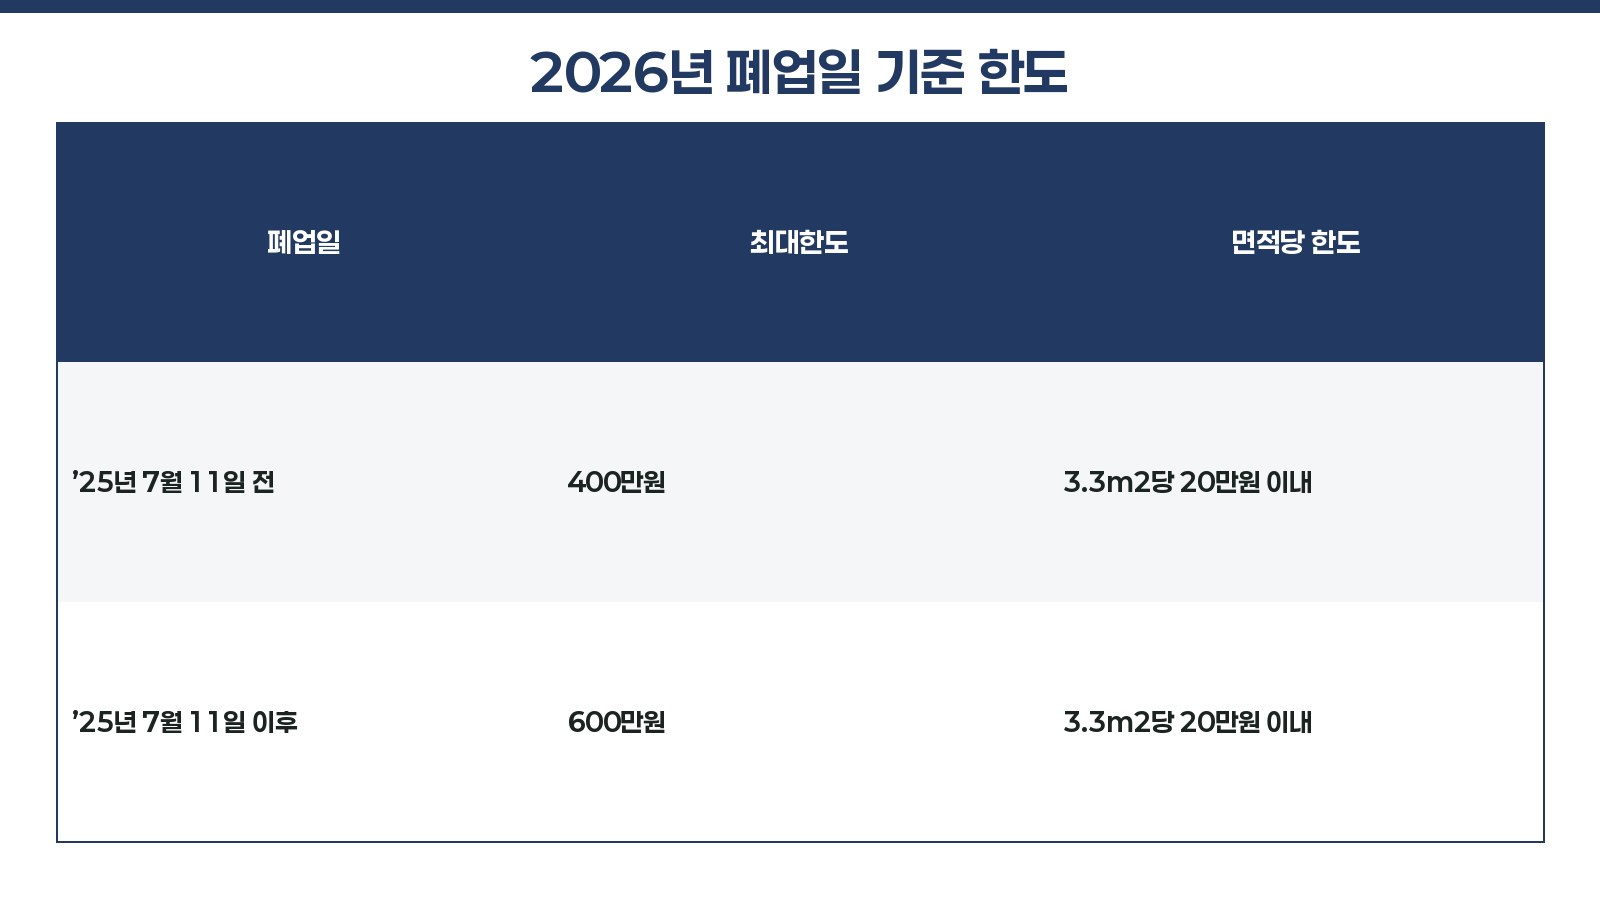 2026년 폐업일 기준 한도
폐업일 최대한도 면적당 한도
’25년 7월 11일 전 400만원 3.3m2당 20만원 이내
’25년 7월 11일 이후 600만원 3.3m2당 20만원 이내